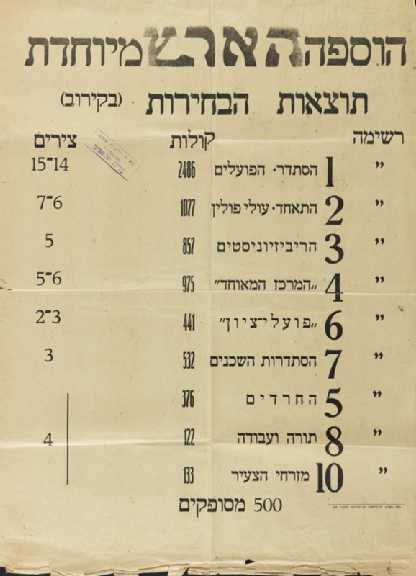 הוספה הארץ מיוחדת
תוצאות הבחירות (בקירוב)
רשימה קולות צירים
" 1 הסתדר׳ הפועלים 2486 14־15
" 2 התאחד׳ עולי פולין 1077 6־7
" 3 הריביזיוניסטים 857 5
" 4 „המרכז המאוחד" 975 5־6
" 6 „פועלי־ציון" 441 2־3
" 7 הסתדרות השכנים 532 3
" 5 החרדים 376
" 8 תורה ועבודה 122 4
" 10 מזרחי הצעיר 133
500 מסופקים